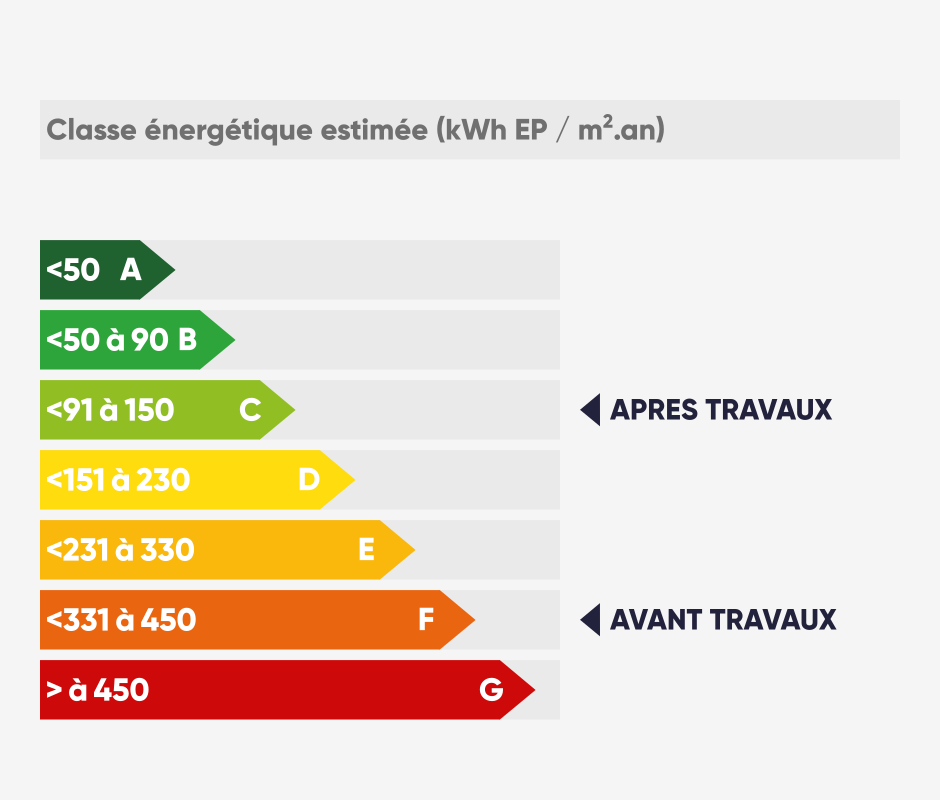 Classe énergétique estimée (kWh EP / m².an)
<50 A
<50 à 90 B
<91 à 150 C
APRES TRAVAUX
<151 à 230 D
<231 à 330 E
<331 à 450 F
AVANT TRAVAUX
> à 450 G